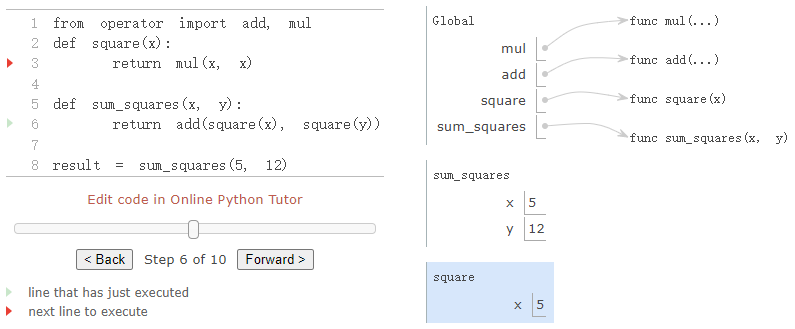 1 from operator import add, mul
2 def square(x):
3 return mul(x, x)
4
5 def sum_squares(x, y):
6 return add(square(x), square(y))
7
8 result = sum_squares(5, 12)
Edit code in Online Python Tutor
< Back Step 6 of 10 Forward >
line that has just executed
next line to execute
Global
mul func mul(...)
add func add(...)
square func square(x)
sum_squares func sum_squares(x, y)
sum_squares
x 5
y 12
square
x 5